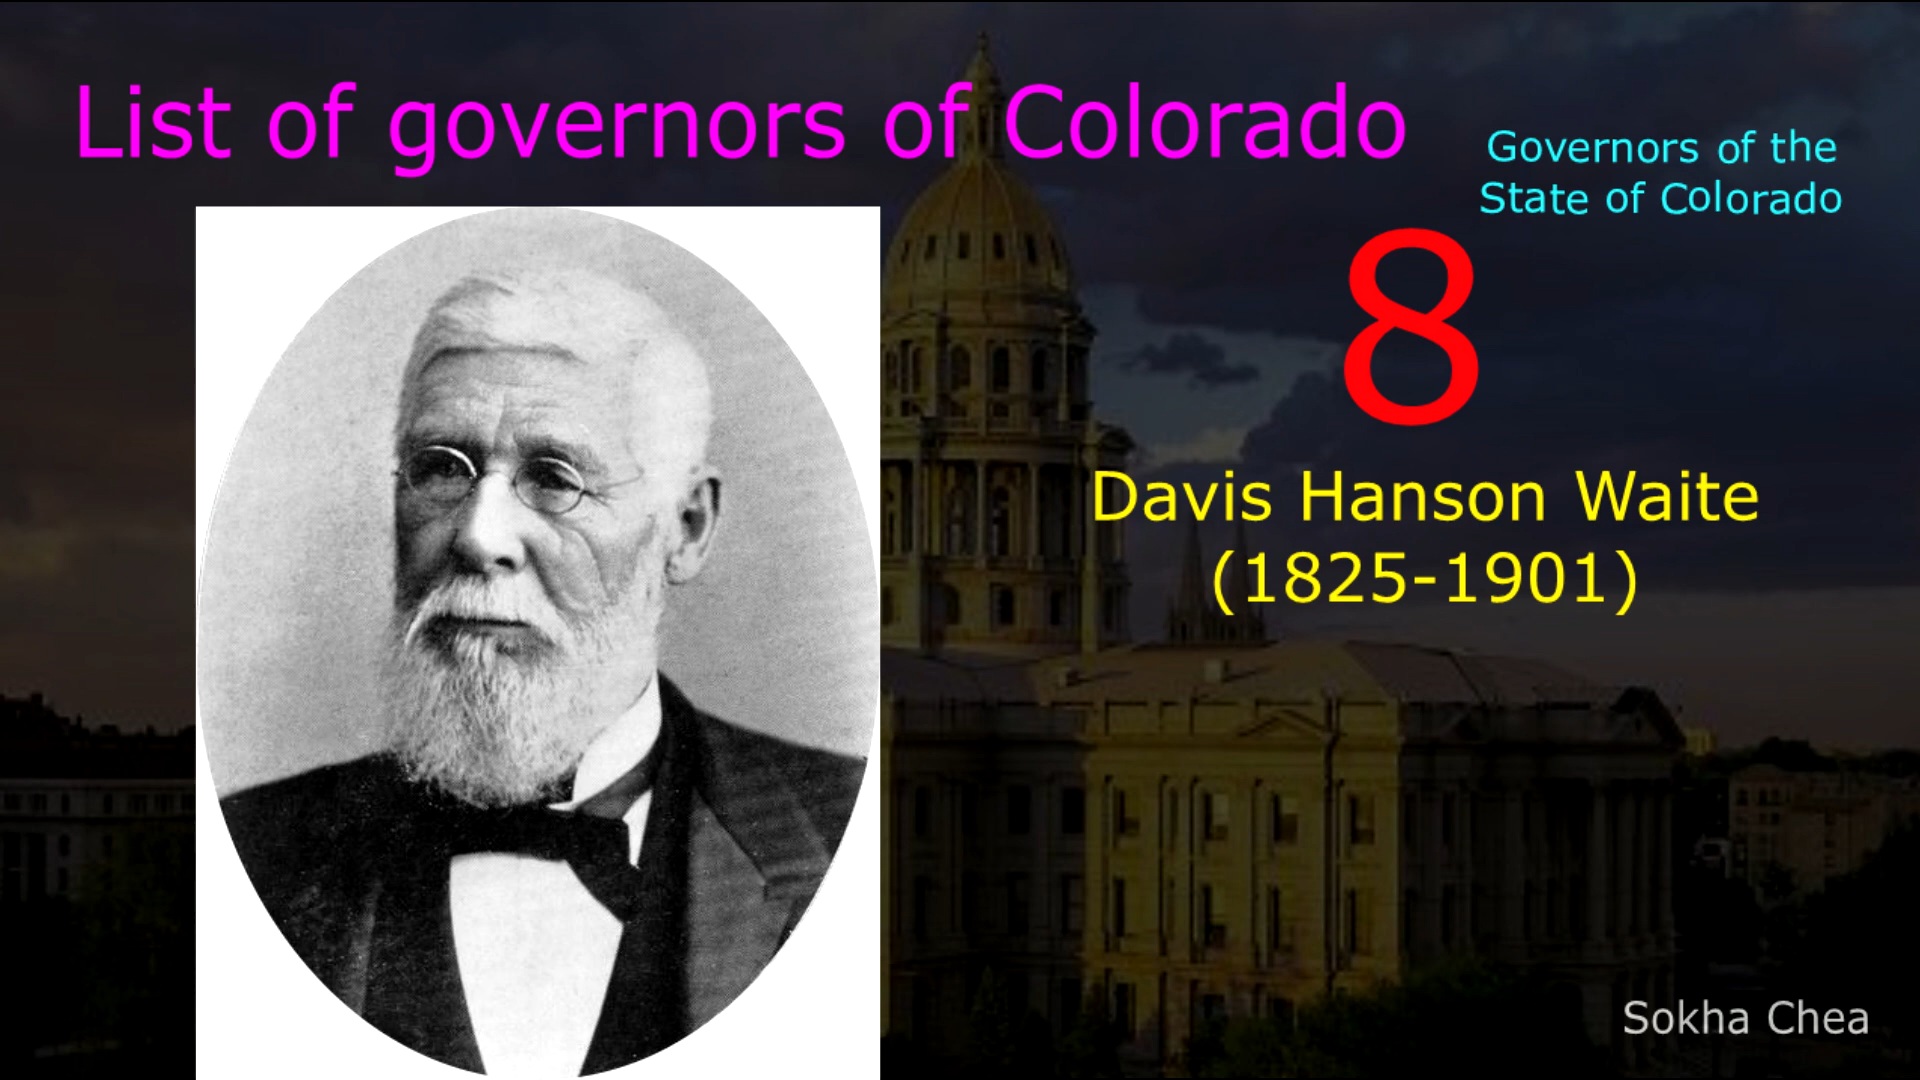 List of governors of Colorado
Governors of the
State of Colorado
8
Davis Hanson Waite
(1825-1901)
Sokha Chea